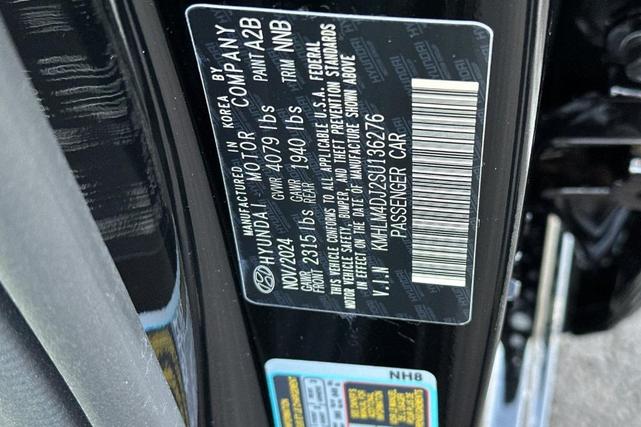 MANUFACTURED IN KOREA BY
HYUNDAI MOTOR COMPANY
NOV/2024 GVWR 4079 lbs PAINT A2B
GAWR FRONT 2315 lbs GAWR REAR 1940 lbs TRIM NNB
THIS VEHICLE CONFORMS TO ALL APPLICABLE U.S.A. FEDERAL
MOTOR VEHICLE SAFETY, BUMPER, AND THEFT PREVENTION STANDARDS
IN EFFECT ON THE DATE OF MANUFACTURE SHOWN ABOVE
V.I.N KMHLM4DJ2SU136276
PASSENGER CAR
NH8